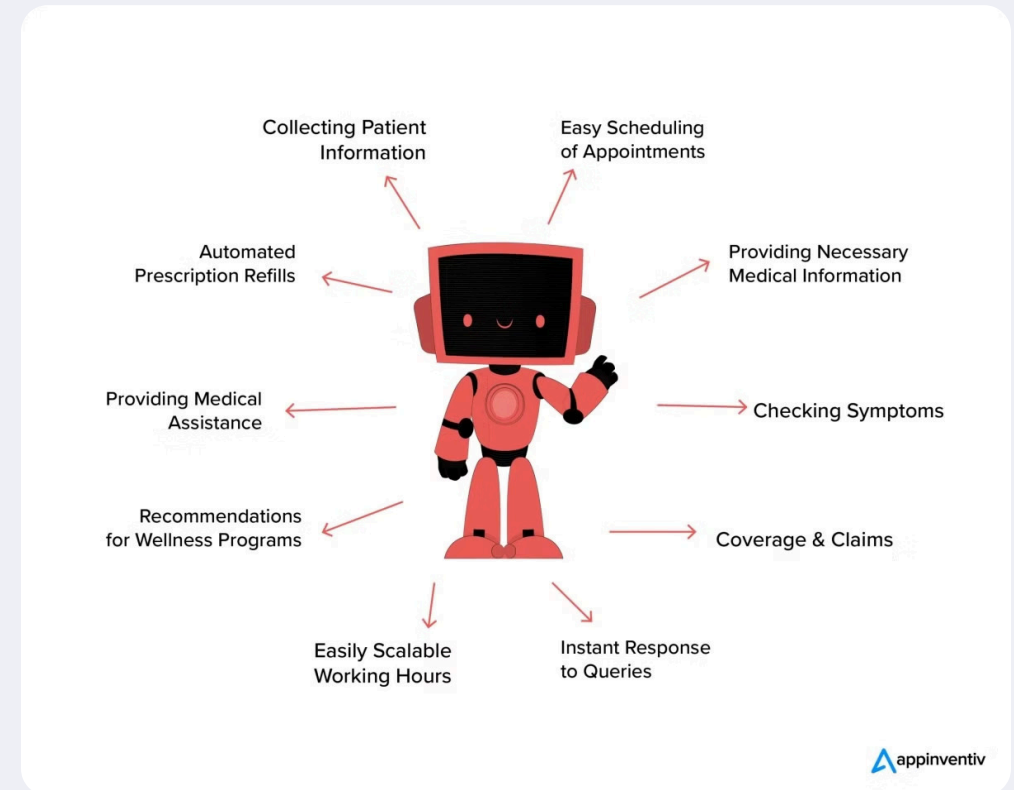 Collecting Patient
Information
Easy Scheduling
of Appointments
Automated
Prescription Refills
Providing Necessary
Medical Information
Providing Medical
Assistance
Checking Symptoms
Recommendations
for Wellness Programs
Coverage & Claims
Easily Scalable
Working Hours
Instant Response
to Queries
appinventiv